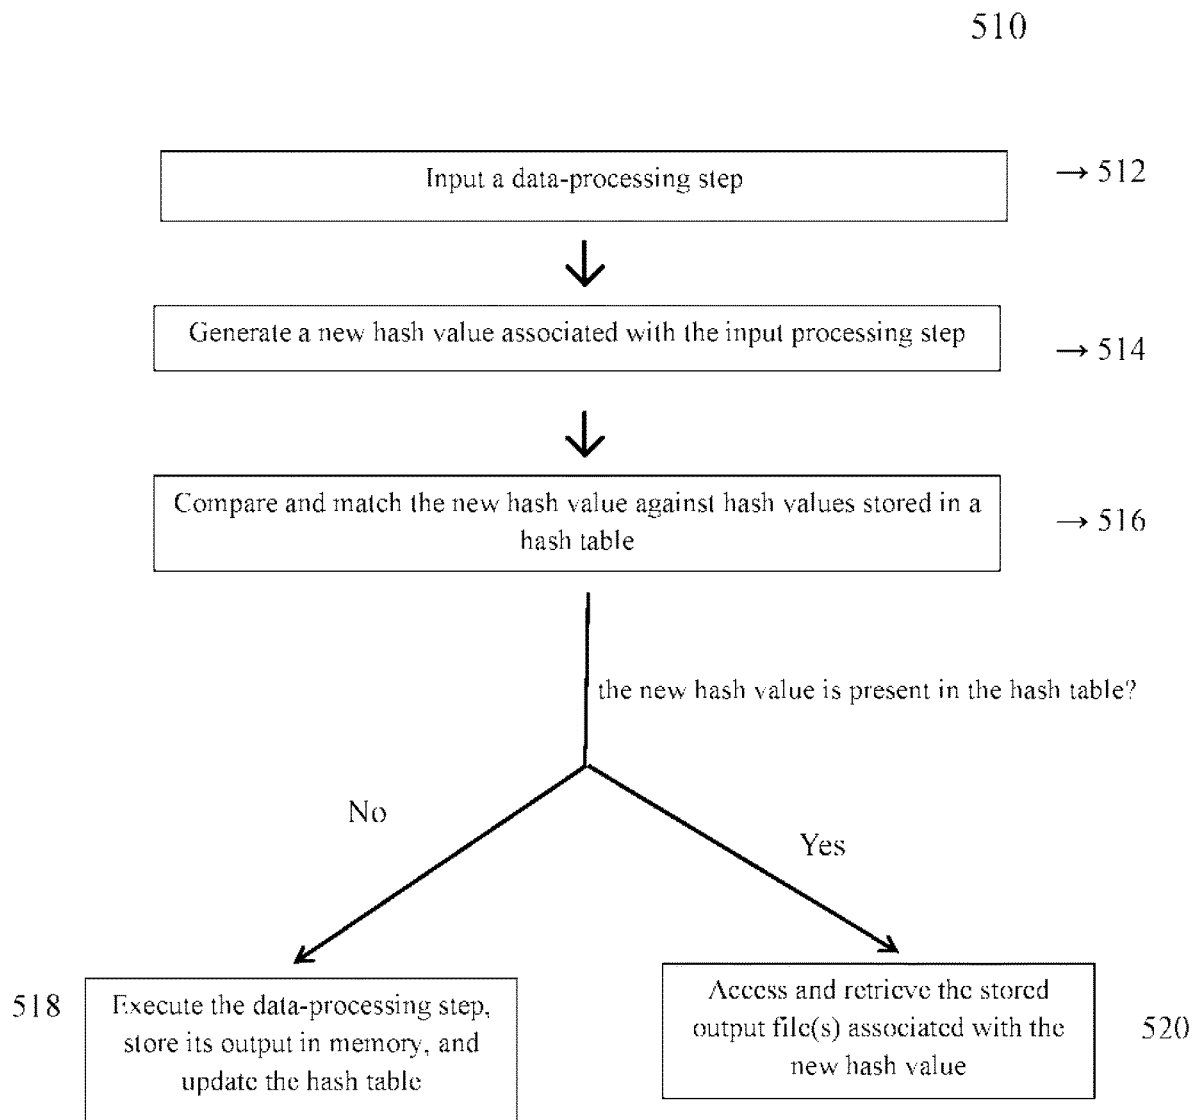 510
Input a data-processing step
→ 512
Generate a new hash value associated with the input processing step
→ 514
Compare and match the new hash value against hash values stored in a
hash table
→ 516
the new hash value is present in the hash table?
No
Yes
518
Execute the data-processing step,
store its output in memory, and
update the hash table
Access and retrieve the stored
output file(s) associated with the
new hash value
520